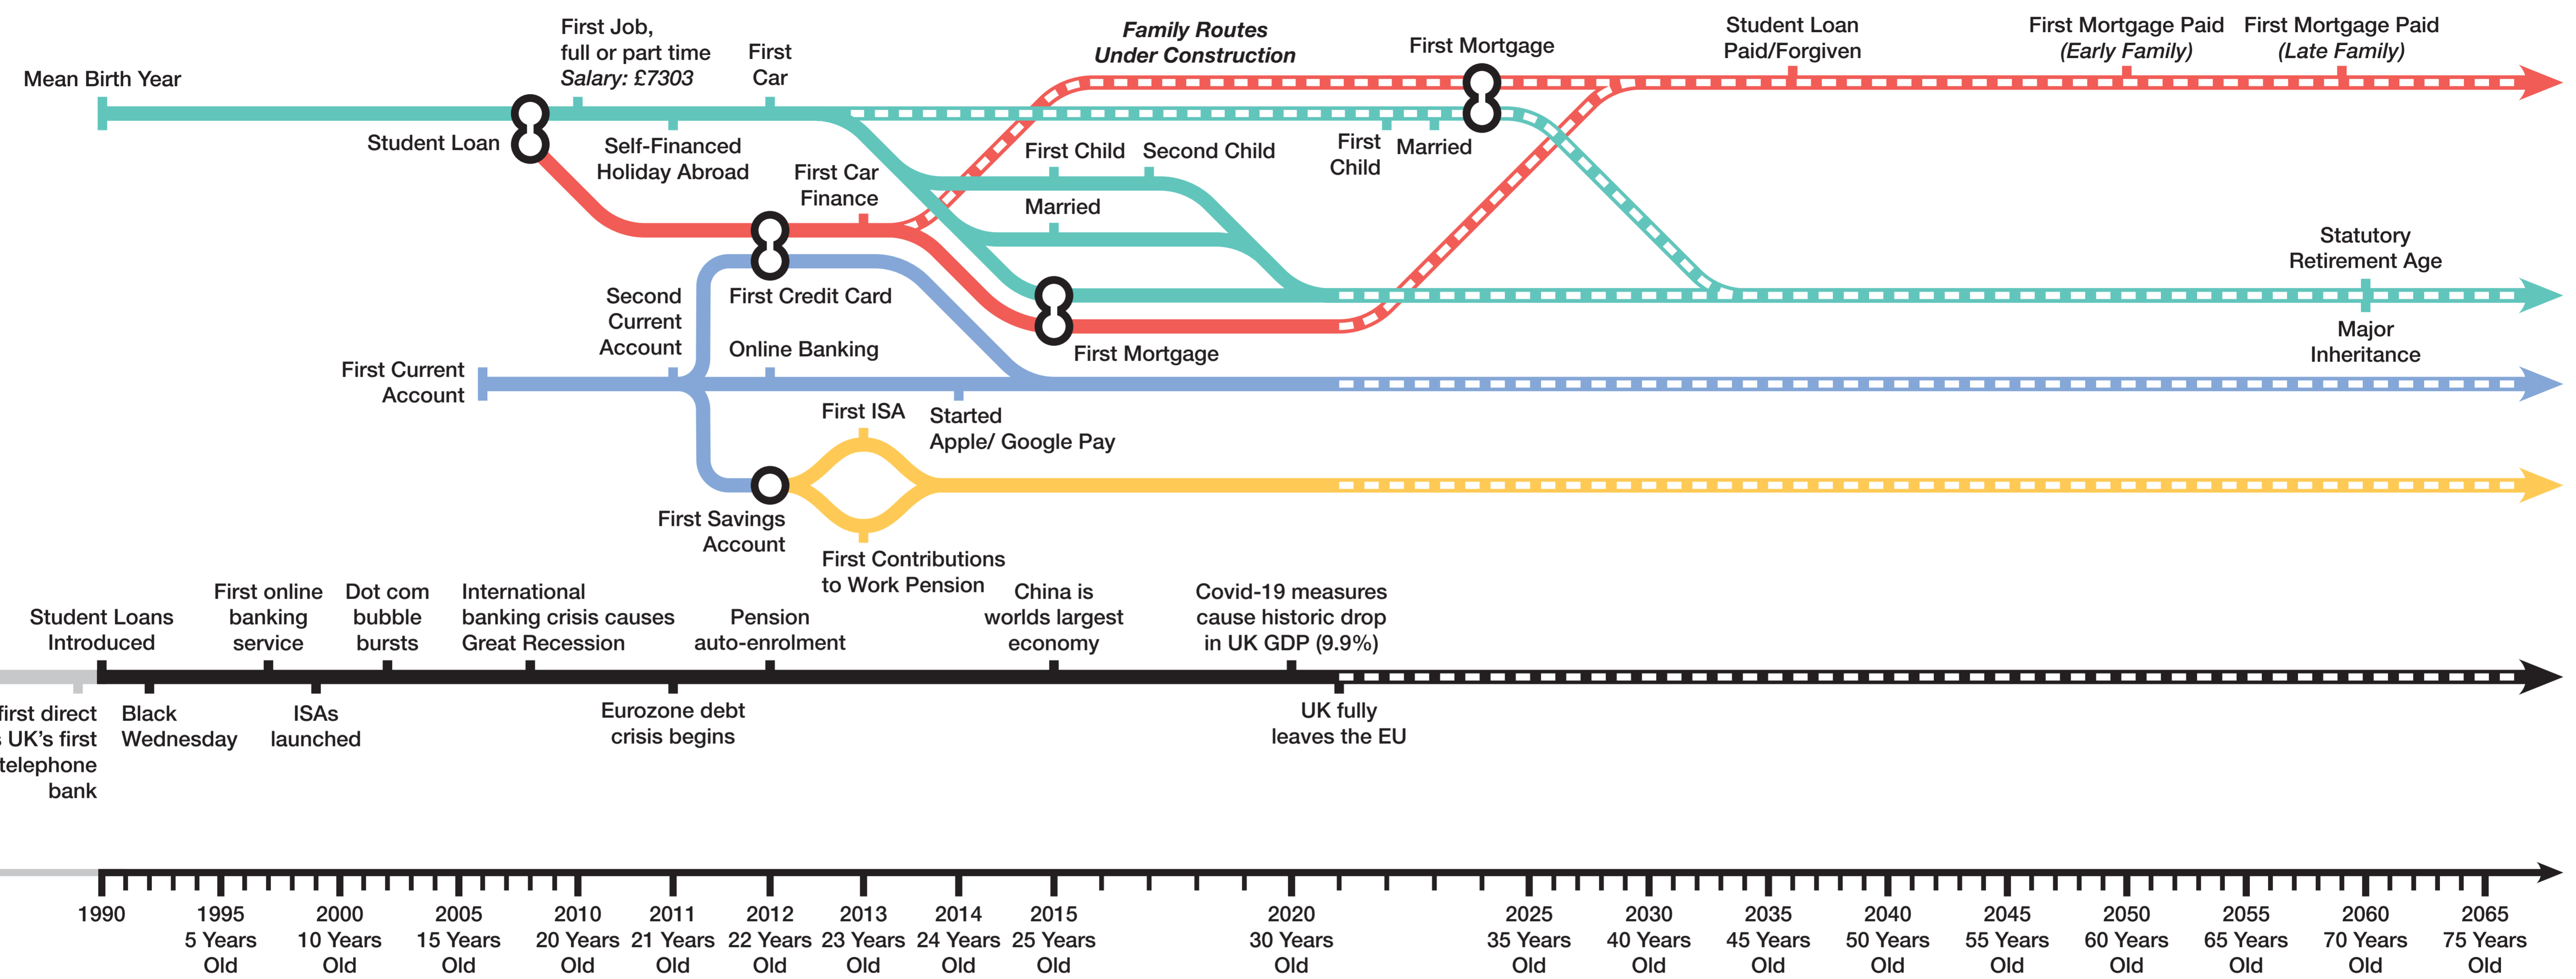 First Job,
full or part time
Salary: £7303
First
Car
Family Routes
Under Construction
First Mortgage
Student Loan
Paid/Forgiven
First Mortgage Paid
(Early Family)
First Mortgage Paid
(Late Family)
Mean Birth Year
Student Loan
Self-Financed
Holiday Abroad
First Car
Finance
First Child
Second Child
First
Child
Married
Married
Statutory
Retirement Age
Second
Current
Account
First Credit Card
Major
Inheritance
Online Banking
First Mortgage
First Current
Account
First ISA
Started
Apple/ Google Pay
First Savings
Account
First Contributions
to Work Pension
Student Loans
Introduced
First online
banking
service
Dot com
bubble
bursts
International
banking crisis causes
Great Recession
Pension
auto-enrolment
China is
worlds largest
economy
Covid-19 measures
cause historic drop
in UK GDP (9.9%)
first direct
s UK's first
telephone
bank
Black
Wednesday
ISAs
launched
Eurozone debt
crisis begins
UK fully
leaves the EU
1990
1995
5 Years
Old
2000
10 Years
Old
2005
15 Years
Old
2010
20 Years
Old
2011
21 Years
Old
2012
22 Years
Old
2013
23 Years
Old
2014
24 Years
Old
2015
25 Years
Old
2020
30 Years
Old
2025
35 Years
Old
2030
40 Years
Old
2035
45 Years
Old
2040
50 Years
Old
2045
55 Years
Old
2050
60 Years
Old
2055
65 Years
Old
2060
70 Years
Old
2065
75 Years
Old